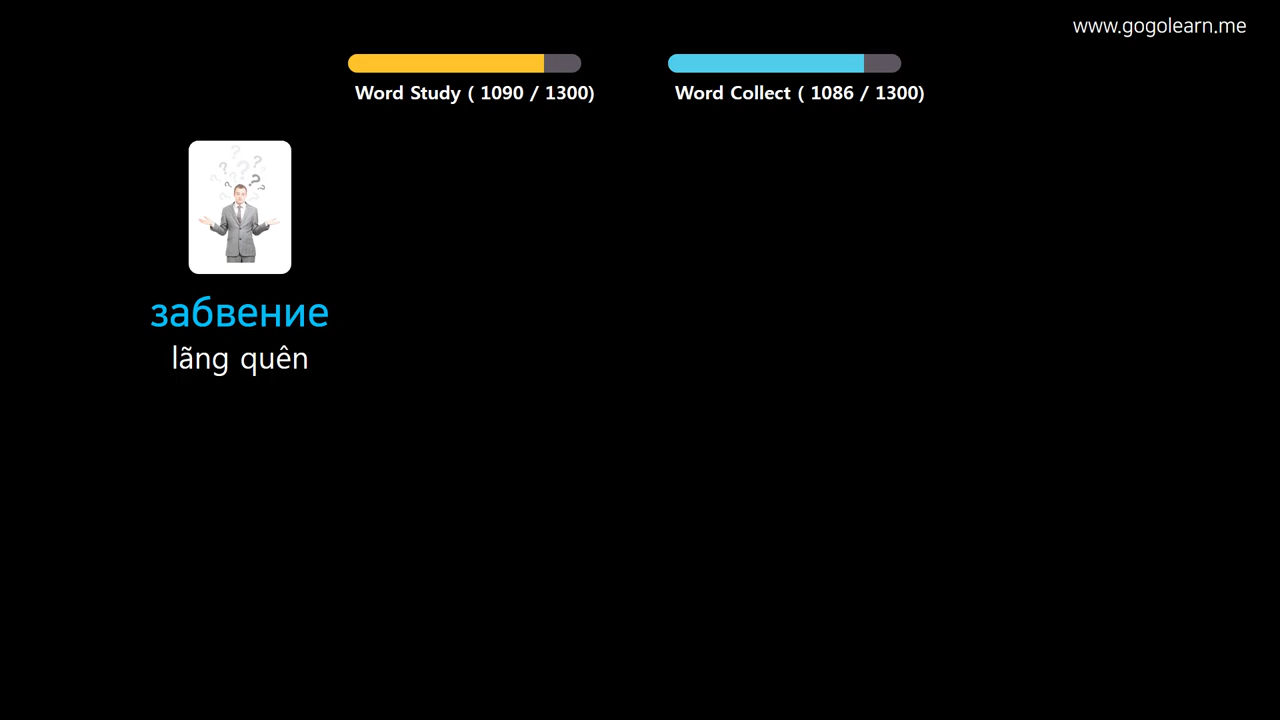 www.gogolearn.me
Word Study ( 1090 / 1300)
Word Collect ( 1086 / 1300)
забвение
lãng quên